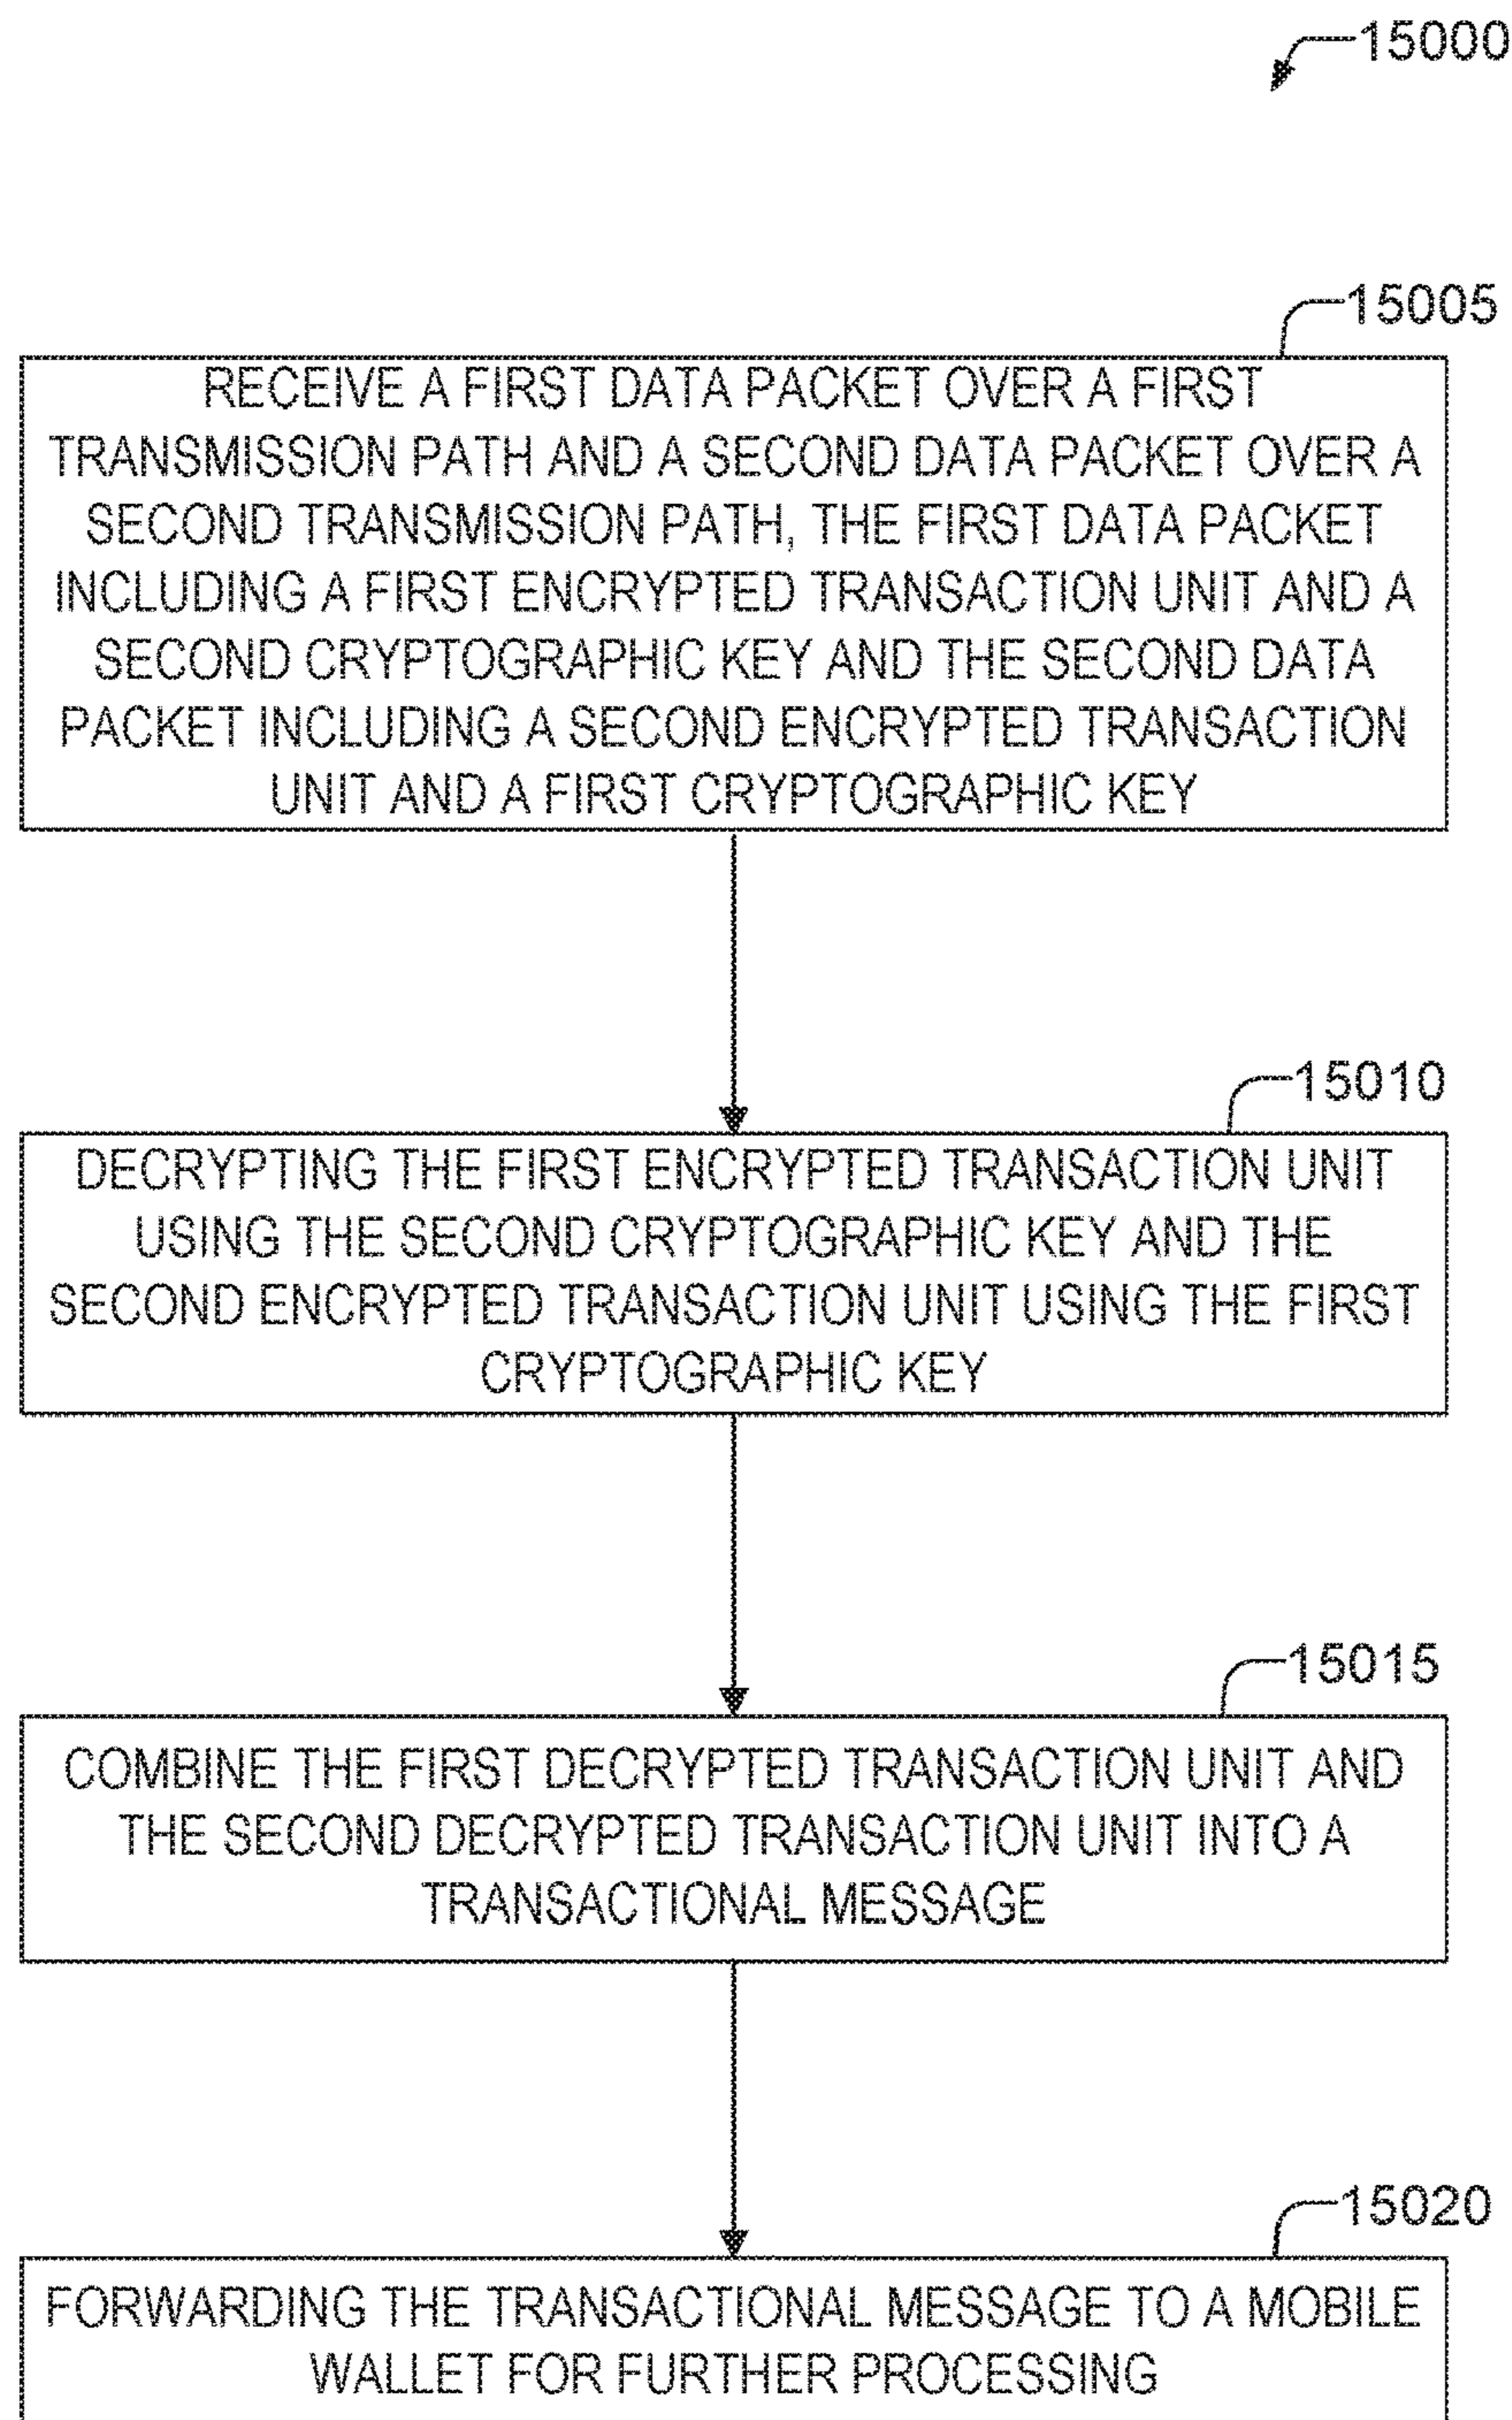 15000
15005
RECEIVE A FIRST DATA PACKET OVER A FIRST
TRANSMISSION PATH AND A SECOND DATA PACKET OVER A
SECOND TRANSMISSION PATH, THE FIRST DATA PACKET
INCLUDING A FIRST ENCRYPTED TRANSACTION UNIT AND A
SECOND CRYPTOGRAPHIC KEY AND THE SECOND DATA
PACKET INCLUDING A SECOND ENCRYPTED TRANSACTION
UNIT AND A FIRST CRYPTOGRAPHIC KEY
15010
DECRYPTING THE FIRST ENCRYPTED TRANSACTION UNIT
USING THE SECOND CRYPTOGRAPHIC KEY AND THE
SECOND ENCRYPTED TRANSACTION UNIT USING THE FIRST
CRYPTOGRAPHIC KEY
15015
COMBINE THE FIRST DECRYPTED TRANSACTION UNIT AND
THE SECOND DECRYPTED TRANSACTION UNIT INTO A
TRANSACTIONAL MESSAGE
15020
FORWARDING THE TRANSACTIONAL MESSAGE TO A MOBILE
WALLET FOR FURTHER PROCESSING